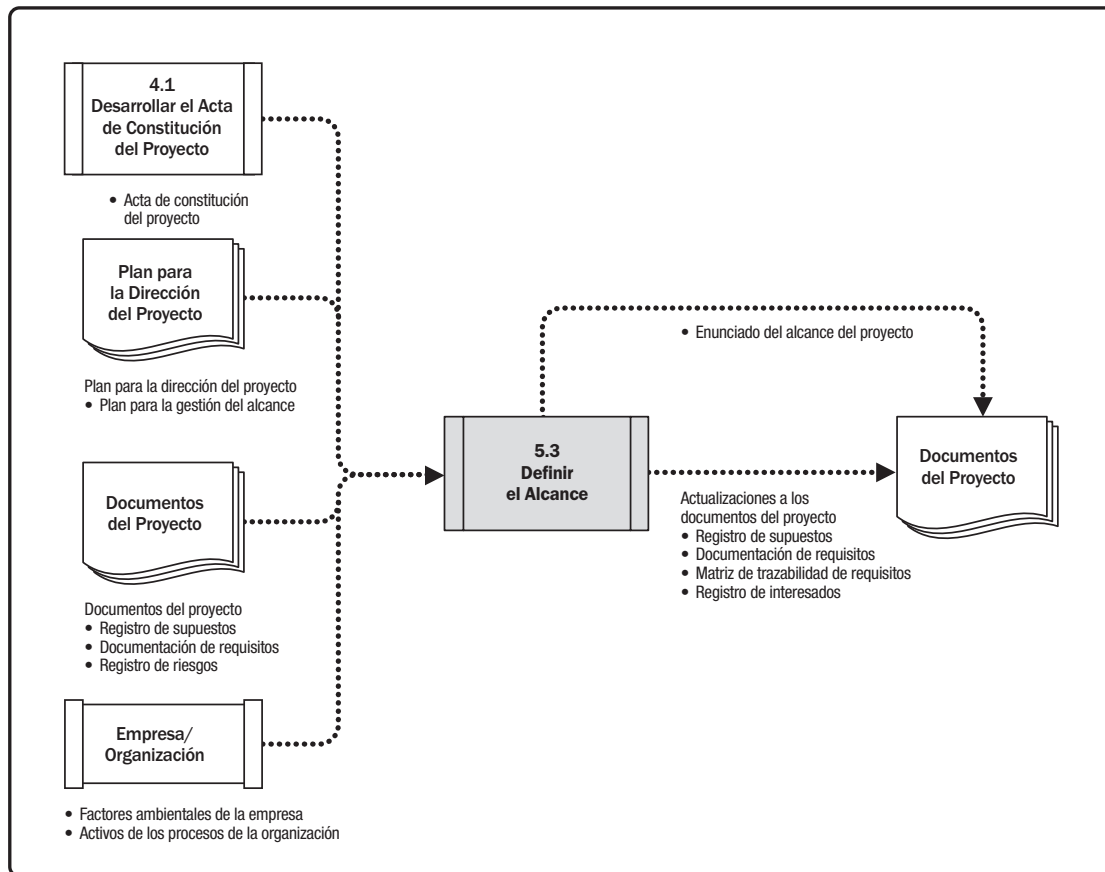 4.1
Desarrollar el Acta
de Constitución
del Proyecto
• Acta de constitución
del proyecto
Plan para
la Dirección
del Proyecto
Plan para la dirección del proyecto
• Plan para la gestión del alcance
Documentos
del Proyecto
Documentos del proyecto
• Registro de supuestos
• Documentación de requisitos
• Registro de riesgos
Empresa/
Organización
• Factores ambientales de la empresa
• Activos de los procesos de la organización
5.3
Definir
el Alcance
• Enunciado del alcance del proyecto
Actualizaciones a los
documentos del proyecto
• Registro de supuestos
• Documentación de requisitos
• Matriz de trazabilidad de requisitos
• Registro de interesados
Documentos
del Proyecto